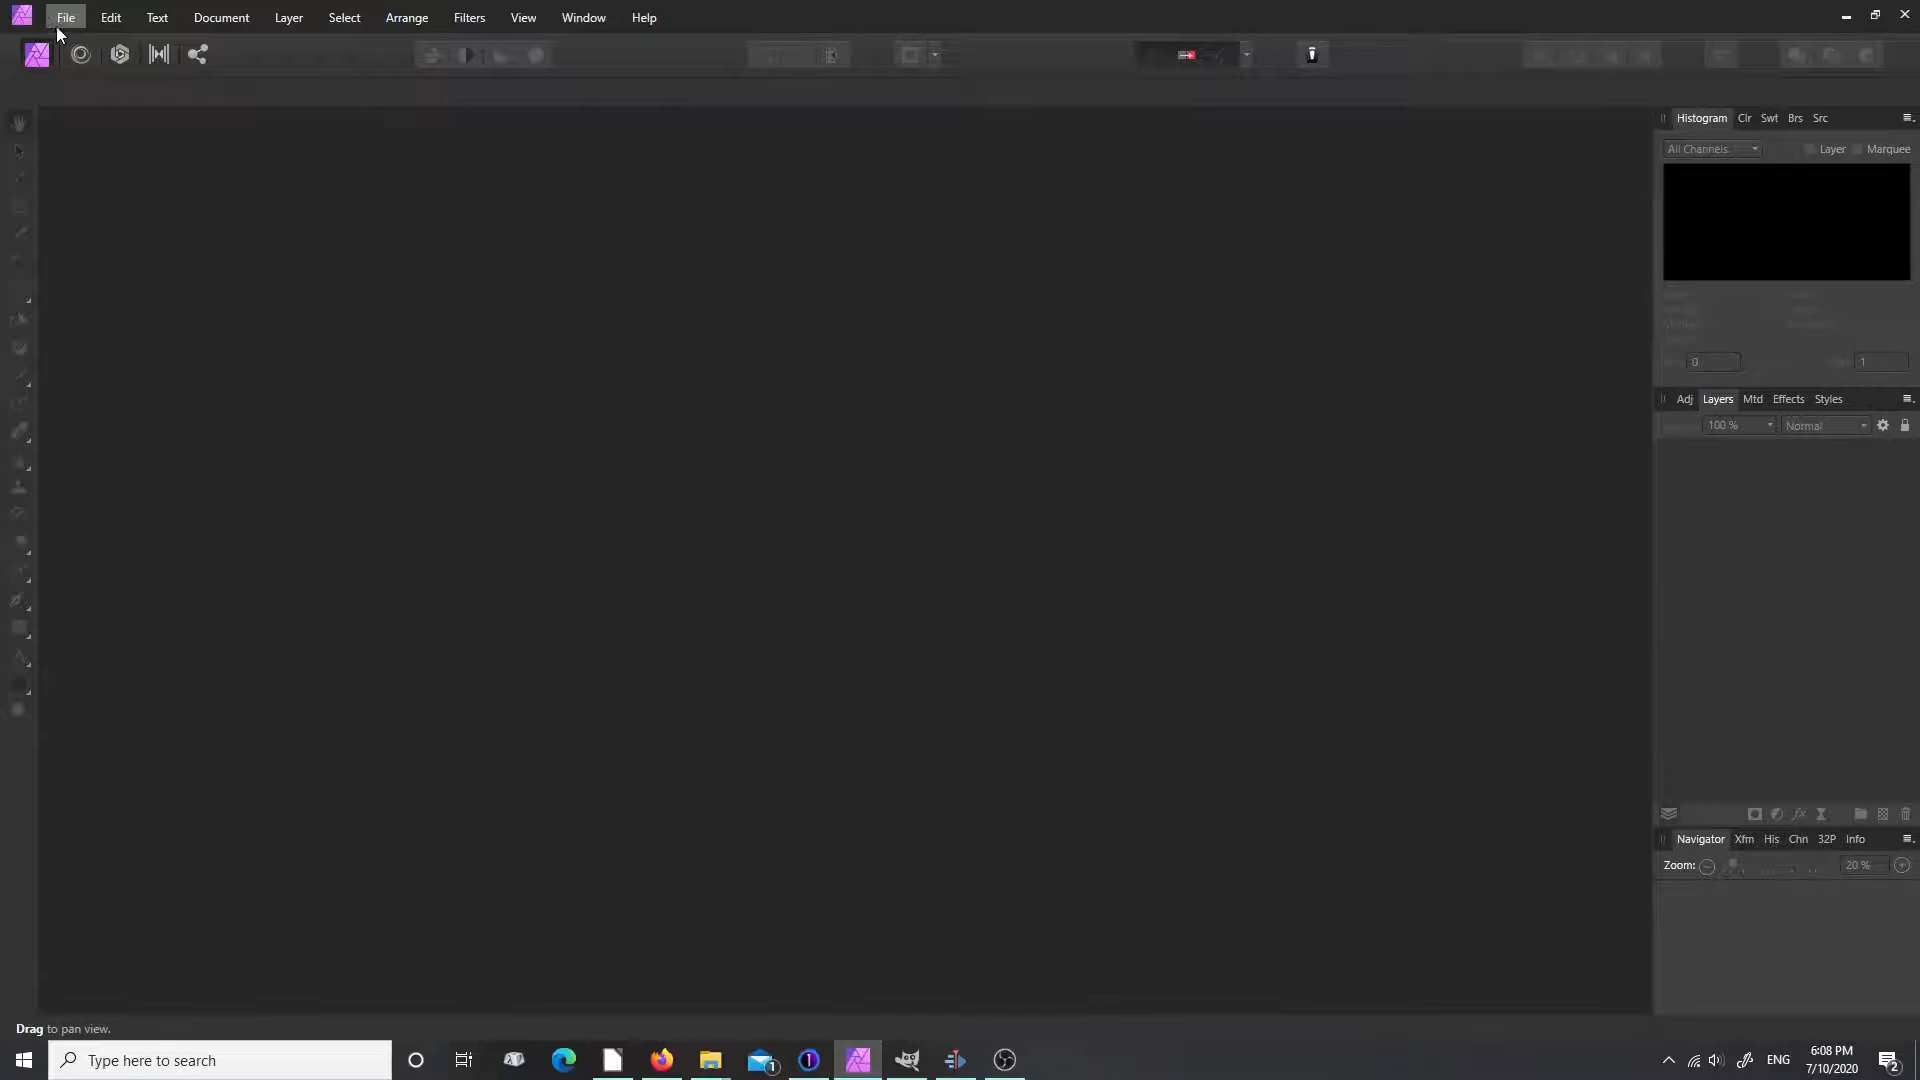 File Edit Text Document Layer Select Arrange Filters View Window Help
Histogram Clr Swt Brs Src
All Channels Layer Marquee
0 1
Adj Layers Mtd Effects Styles
100 % Normal
Navigator Xfm His Chn 32P Info
Zoom: 20 %
Drag to pan view.
Type here to search
1
ENG
6:08 PM
7/10/2020
2